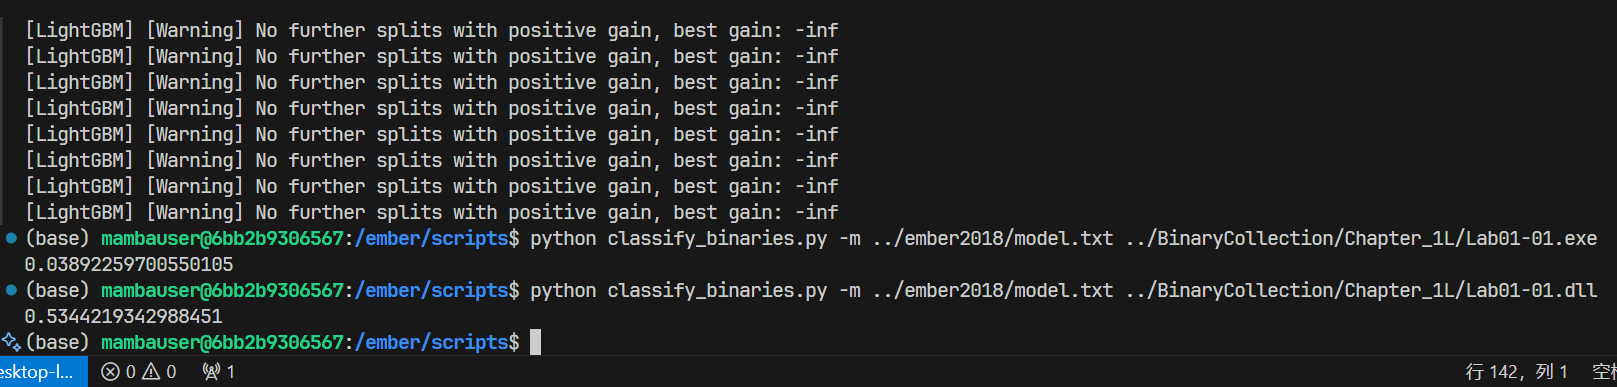 [LightGBM] [Warning] No further splits with positive gain, best gain: -inf
[LightGBM] [Warning] No further splits with positive gain, best gain: -inf
[LightGBM] [Warning] No further splits with positive gain, best gain: -inf
[LightGBM] [Warning] No further splits with positive gain, best gain: -inf
[LightGBM] [Warning] No further splits with positive gain, best gain: -inf
[LightGBM] [Warning] No further splits with positive gain, best gain: -inf
[LightGBM] [Warning] No further splits with positive gain, best gain: -inf
[LightGBM] [Warning] No further splits with positive gain, best gain: -inf
(base) mambauser@6bb2b9306567:/ember/scripts$ python classify_binaries.py -m ../ember2018/model.txt ../BinaryCollection/Chapter_1L/Lab01-01.exe
0.03892259700550105
(base) mambauser@6bb2b9306567:/ember/scripts$ python classify_binaries.py -m ../ember2018/model.txt ../BinaryCollection/Chapter_1L/Lab01-01.dll
0.5344219342988451
(base) mambauser@6bb2b9306567:/ember/scripts$
esktop-l... 0 0 1 行 142，列 1 空